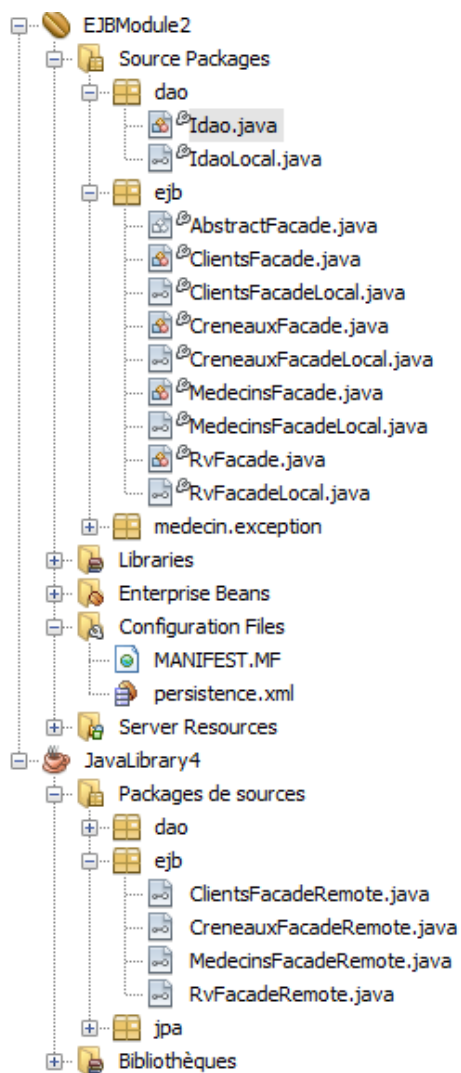 EJBModule2
Source Packages
dao
Idao.java
IdaoLocal.java
ejb
AbstractFacade.java
ClientsFacade.java
ClientsFacadeLocal.java
CreneauxFacade.java
CreneauxFacadeLocal.java
MedecinsFacade.java
MedecinsFacadeLocal.java
RvFacade.java
RvFacadeLocal.java
medecin.exception
Libraries
Enterprise Beans
Configuration Files
MANIFEST.MF
persistence.xml
Server Resources
JavaLibrary4
Packages de sources
dao
ejb
ClientsFacadeRemote.java
CreneauxFacadeRemote.java
MedecinsFacadeRemote.java
RvFacadeRemote.java
jpa
Bibliothèques